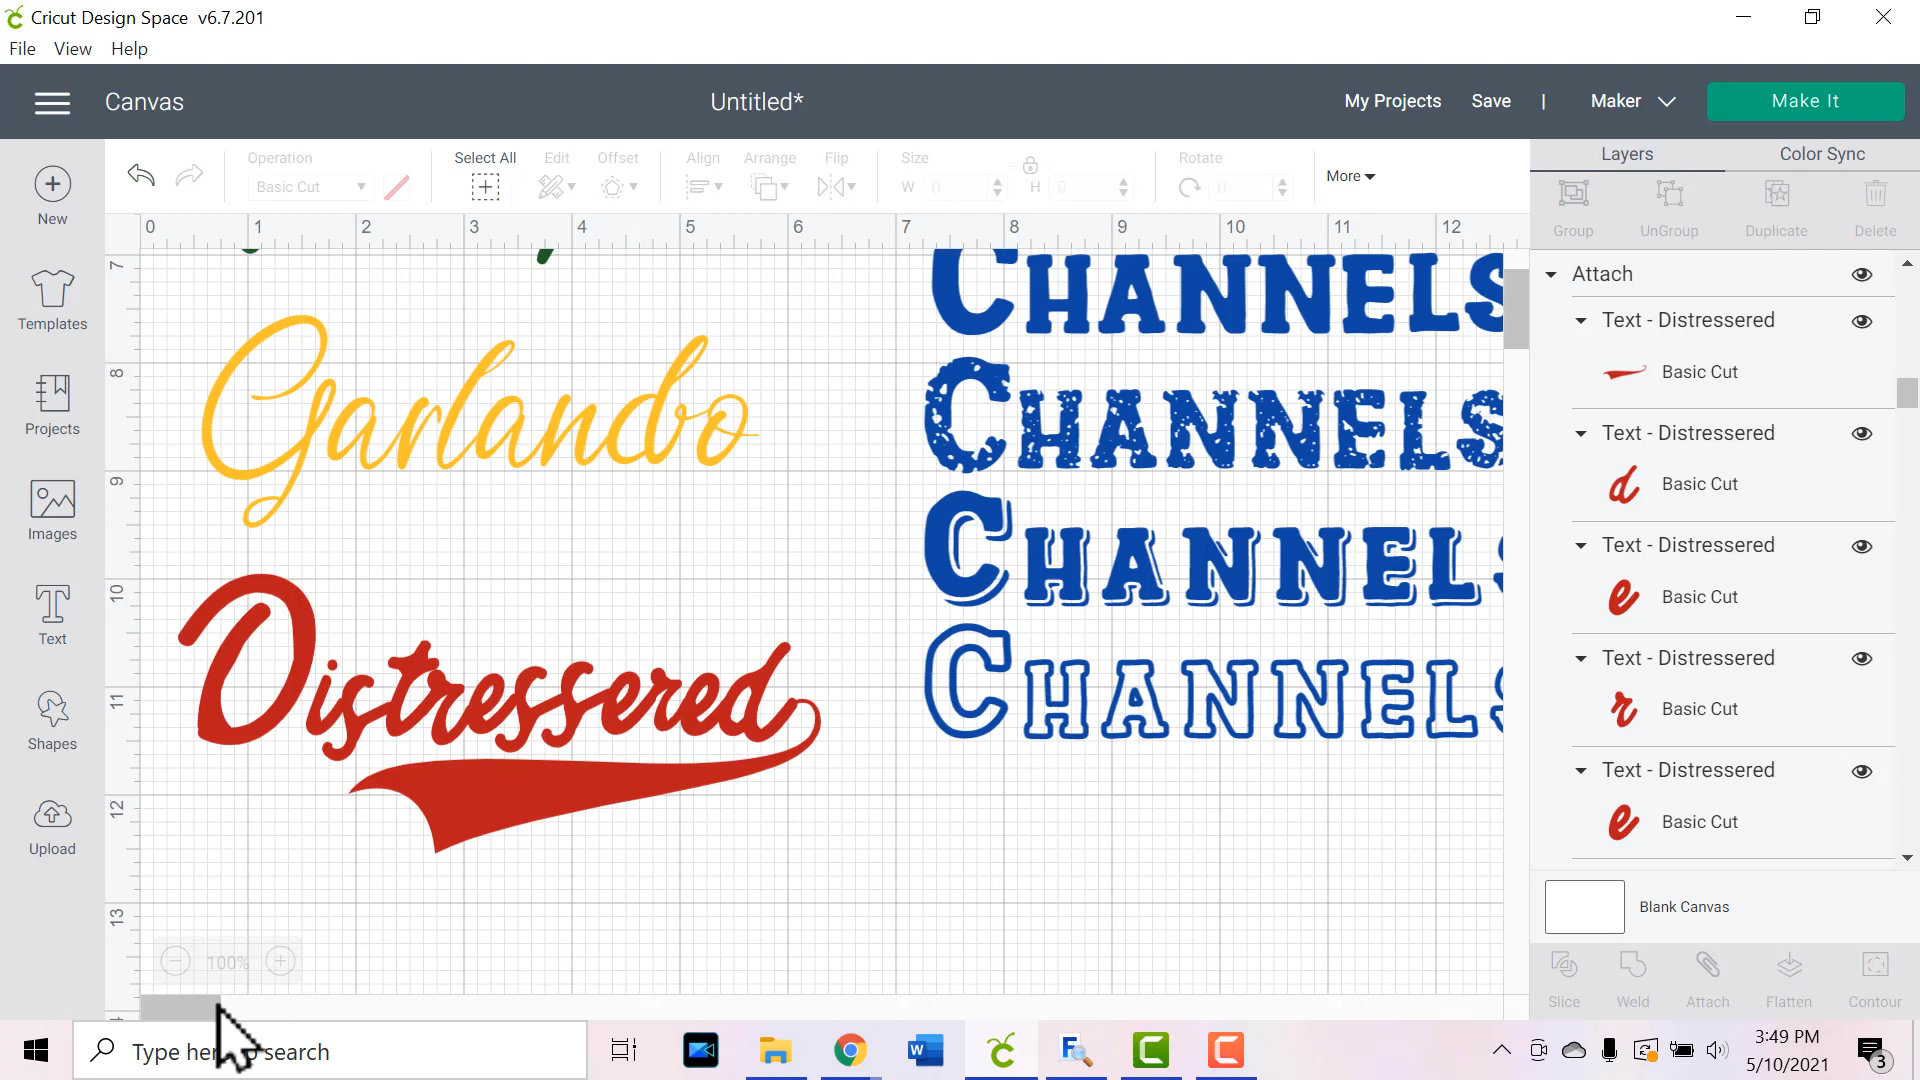 Cricut Design Space v6.7.201
File View Help
Canvas
Untitled*
My Projects Save | Maker Make It
New
Templates
Projects
Images
Text
Shapes
Upload
Operation
Basic Cut
Select All
Edit
Offset
Align
Arrange
Flip
Size
W 0
H 0
Rotate
0
More
0 1 2 3 4 5 6 7 8 9 10 11 12
7
8
9
10
11
12
13
Garlando
Distressered
CHANNELS
CHANNELS
CHANNELS
CHANNELS
100%
Layers Color Sync
Group UnGroup Duplicate Delete
Attach
Text - Distressered
Basic Cut
Text - Distressered
d Basic Cut
Text - Distressered
e Basic Cut
Text - Distressered
r Basic Cut
Text - Distressered
e Basic Cut
Blank Canvas
Slice Weld Attach Flatten Contour
Type here to search
3:49 PM
5/10/2021
3